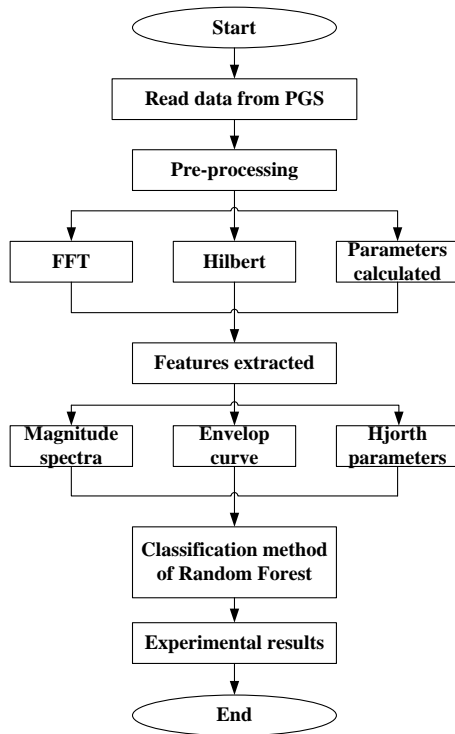 Start
Read data from PGS
Pre-processing
FFT
Hilbert
Parameters
calculated
Features extracted
Magnitude
spectra
Envelop
curve
Hjorth
parameters
Classification method
of Random Forest
Experimental results
End